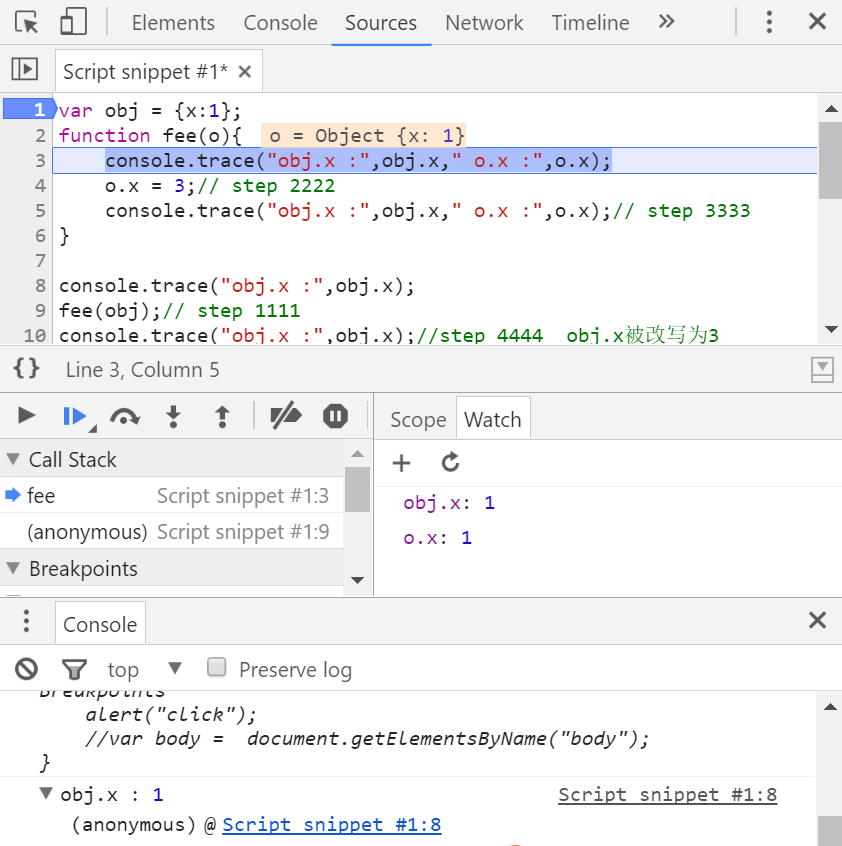 Elements Console Sources Network Timeline »
Script snippet #1* ×
1 var obj = {x:1};
2 function fee(o){ o = Object {x: 1}
3 console.trace("obj.x :",obj.x," o.x :",o.x);
4 o.x = 3;// step 2222
5 console.trace("obj.x :",obj.x," o.x :",o.x);// step 3333
6 }
7
8 console.trace("obj.x :",obj.x);
9 fee(obj);// step 1111
10 console.trace("obj.x :",obj.x);//step 4444 obj.x被改写为3
{} Line 3, Column 5
Scope Watch
Call Stack
fee Script snippet #1:3
(anonymous) Script snippet #1:9
Breakpoints
obj.x: 1
o.x: 1
Console
top Preserve log
Breakpoints
alert("click");
//var body = document.getElementsByName("body");
}
obj.x : 1 Script snippet #1:8
(anonymous) @ Script snippet #1:8